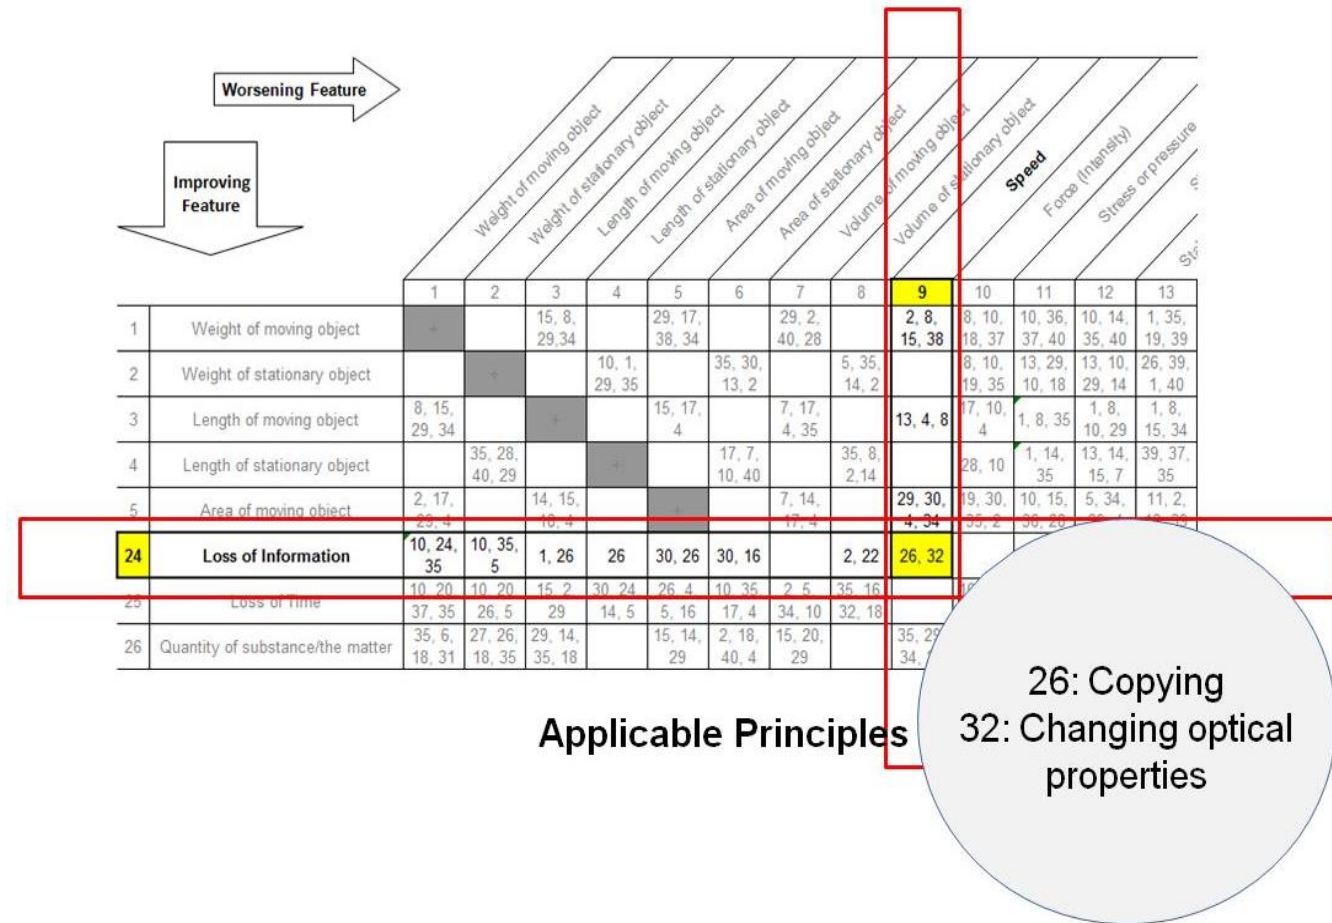 Worsening Feature
Improving
Feature
Weight of moving object
Weight of stationary object
Length of moving object
Length of stationary object
Area of moving object
Area of stationary object
Volume of moving object
Volume of stationary object
Speed
Force (Intensity)
Stress or pressure
1 2 3 4 5 6 7 8 9 10 11 12 13
1 Weight of moving object + 15, 8, 29,34 29, 17, 38, 34 29, 2, 40, 28 2, 8, 15, 38 8, 10, 18, 37 10, 36, 37, 40 10, 14, 35, 40 1, 35, 19, 39
2 Weight of stationary object + 10, 1, 29, 35 35, 30, 13, 2 5, 35, 14, 2 8, 10, 19, 35 13, 29, 10, 18 13, 10, 29, 14 26, 39, 1, 40
3 Length of moving object 8, 15, 29, 34 + 15, 17, 4 7, 17, 4, 35 13, 4, 8 17, 10, 4 1, 8, 35 1, 8, 10, 29 1, 8, 15, 34
4 Length of stationary object 35, 28, 40, 29 + 17, 7, 10, 40 35, 8, 2,14 28, 10 1, 14, 35 13, 14, 15, 7 39, 37, 35
5 Area of moving object 2, 17, 29, 4 14, 15, 18, 4 + 7, 14, 17, 4 29, 30, 4, 34 19, 30, 35, 2 10, 15, 5, 34, 11, 2,
24 Loss of Information 10, 24, 35 10, 35, 5 1, 26 26 30, 26 30, 16 2, 22 26, 32
25 Loss of Time 10, 20 37, 35 10, 20 26, 5 15, 2 29 30, 24 14, 5 26, 4 5, 16 10, 35 17, 4 2, 5 34, 10 35, 16 32, 18
26 Quantity of substance/the matter 35, 6, 18, 31 27, 26, 18, 35 29, 14, 35, 18 15, 14, 29 2, 18, 40, 4 15, 20, 29 35, 29, 34,
Applicable Principles
26: Copying
32: Changing optical
properties